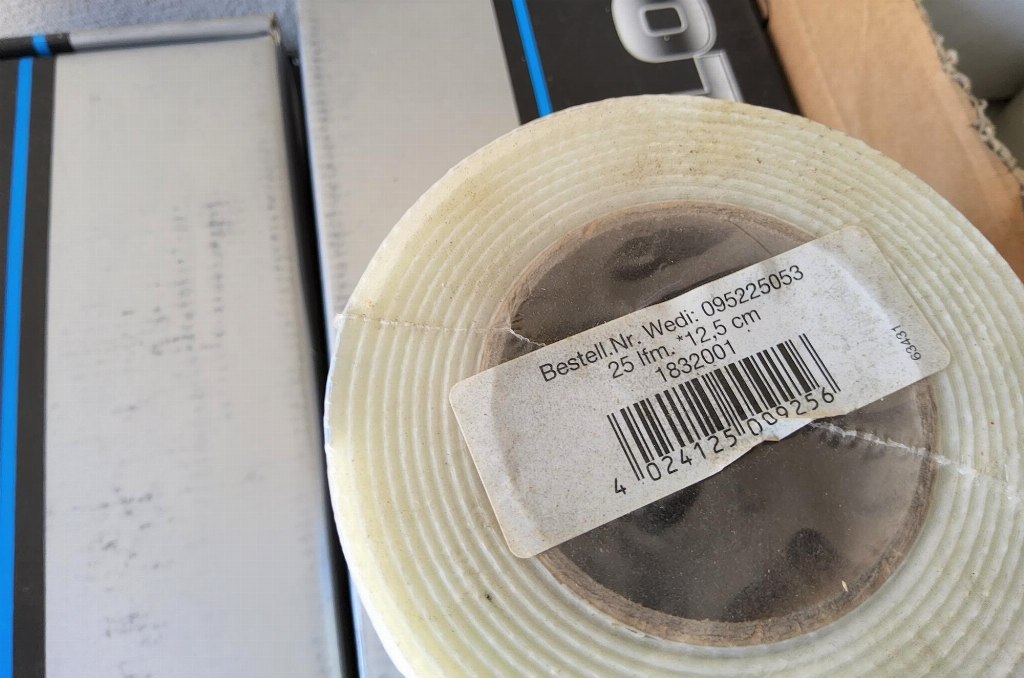 Bestell.Nr. Wedi: 095225053
25 lfm. *12,5 cm
1832001
4 024125 009256
63431